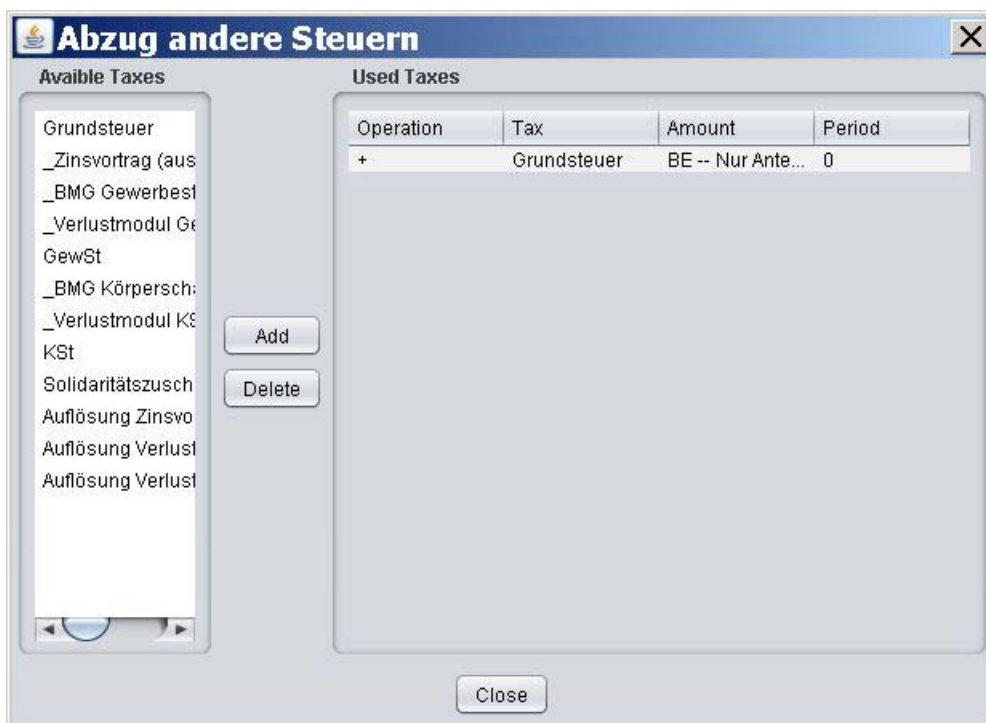 Abzug andere Steuern
Avaible Taxes
Used Taxes
Grundsteuer
_Zinsvortrag (aus
_BMG Gewerbest
_Verlustmodul Ge
GewSt
_BMG Körpersch
_Verlustmodul KS
KSt
Solidaritätszusch
Auflösung Zinsvo
Auflösung Verlust
Auflösung Verlust
Add
Delete
Operation Tax Amount Period
+ Grundsteuer BE -- Nur Ante... 0
Close